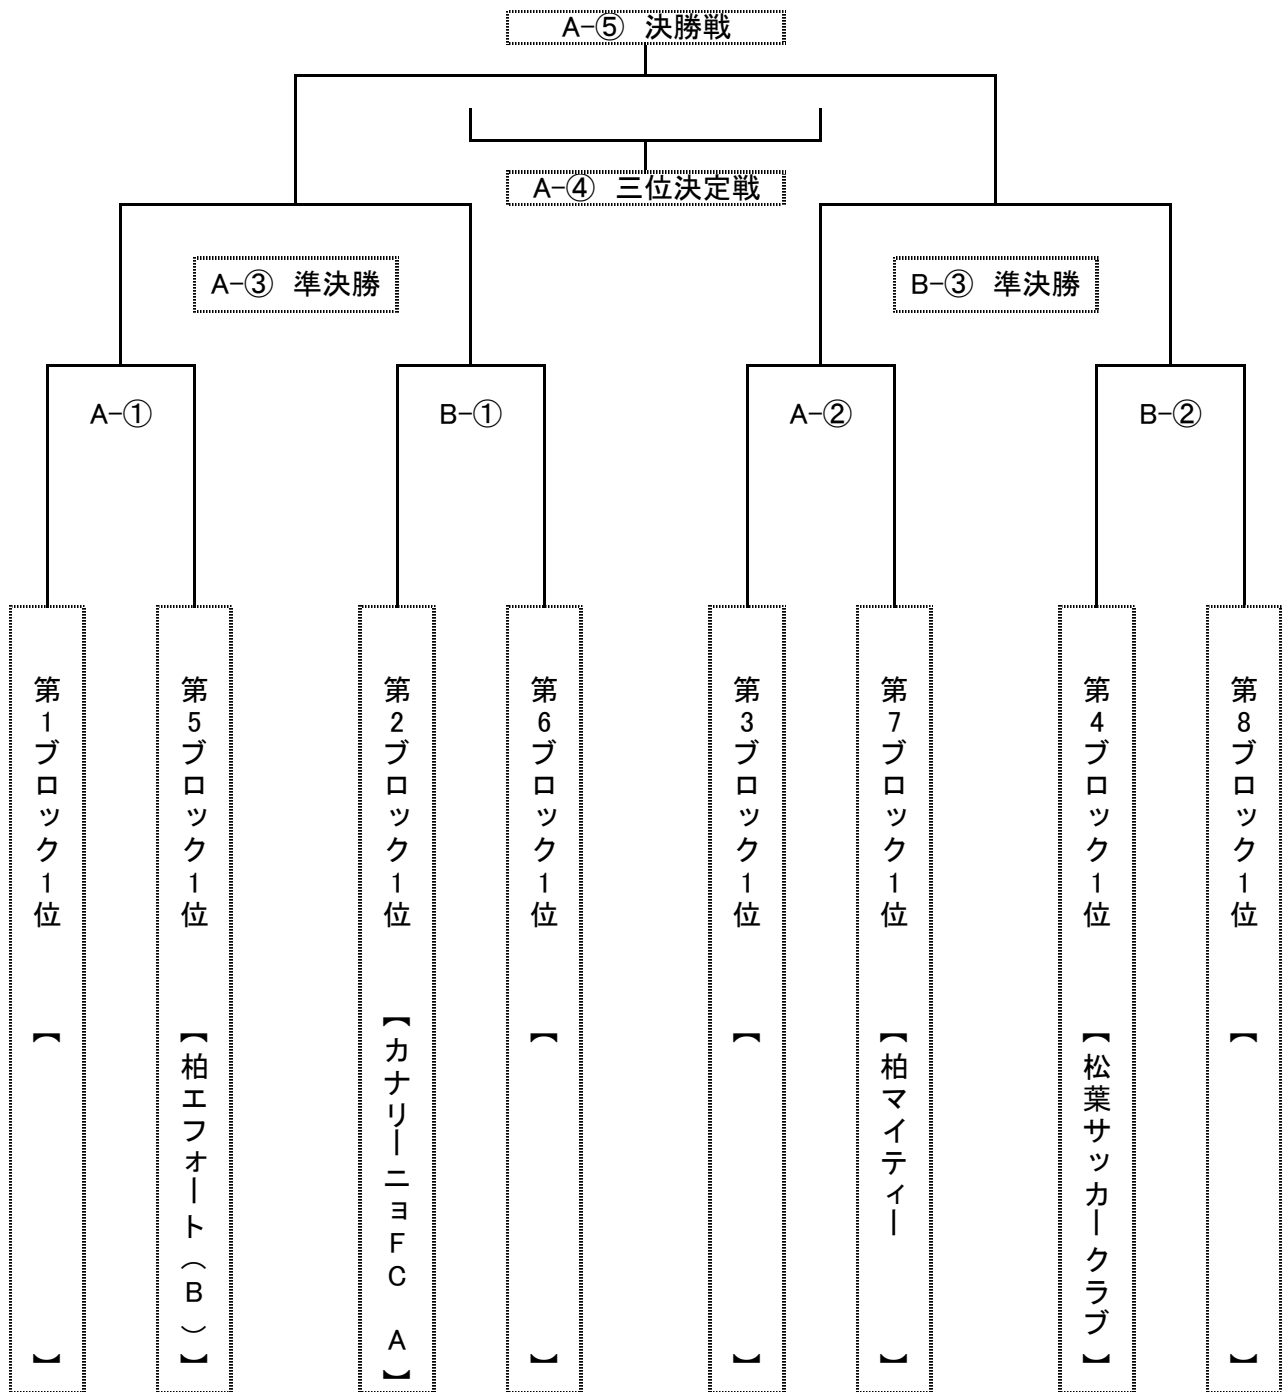 A-⑤ 決勝戦
A-④ 三位決定戦
A-③ 準決勝
B-③ 準決勝
A-①
B-①
A-②
B-②
第1ブロック1位 【 】
第5ブロック1位 【柏エフォート(B)】
第2ブロック1位 【カナリーニョFC A】
第6ブロック1位 【 】
第3ブロック1位 【 】
第7ブロック1位 【柏マイティー 】
第4ブロック1位 【松葉サッカークラブ】
第8ブロック1位 【 】